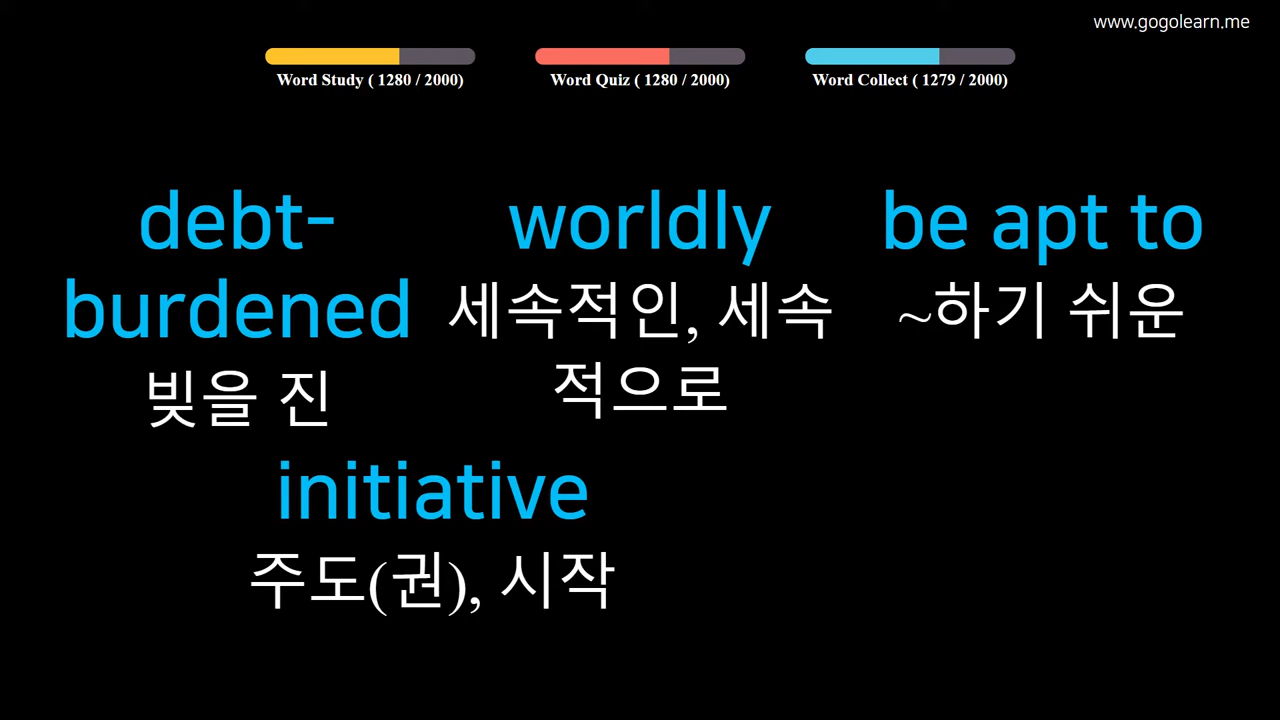 www.gogolearn.me
Word Study ( 1280 / 2000)
Word Quiz ( 1280 / 2000)
Word Collect ( 1279 / 2000)
debt-
burdened
빚을 진
worldly
세속적인, 세속
적으로
be apt to
~하기 쉬운
initiative
주도(권), 시작